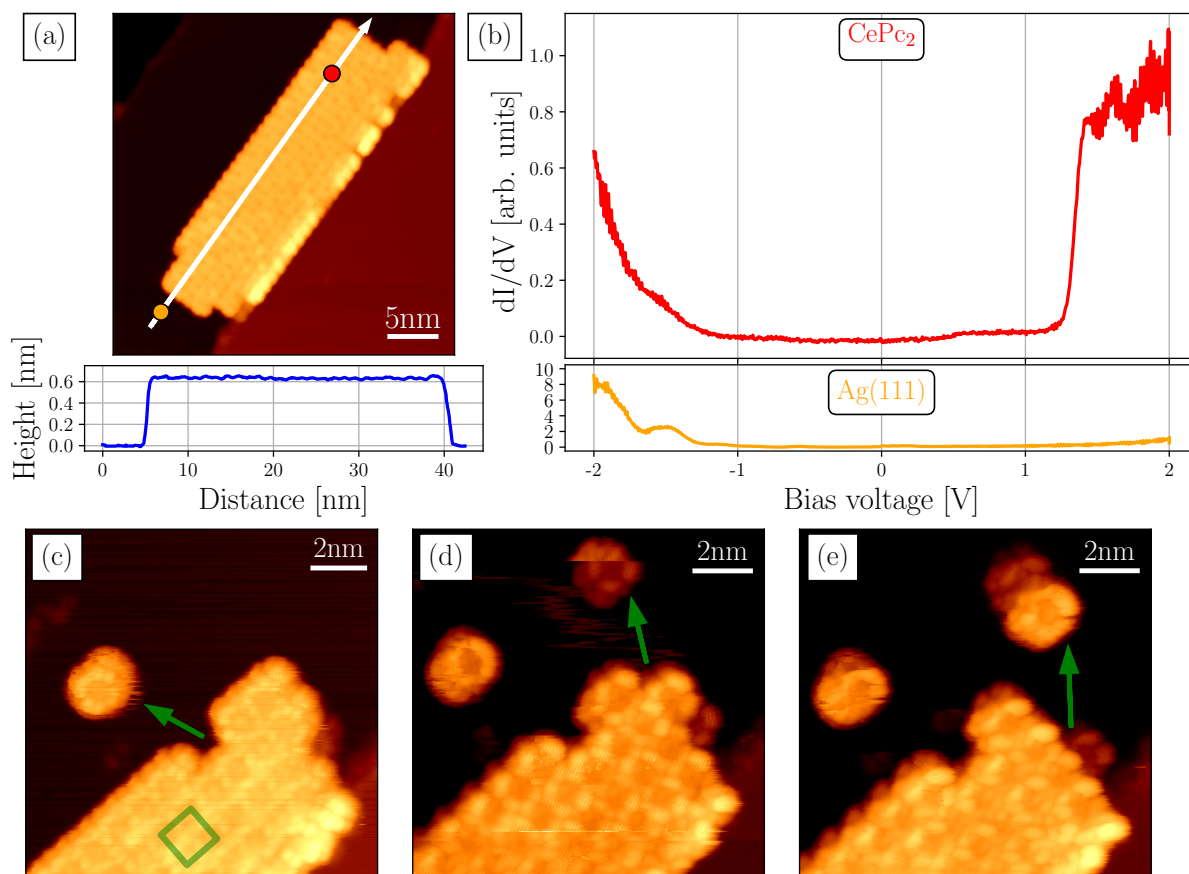 (a)
5nm
Height [nm]
0.6
0.4
0.2
0.0
0
10
20
30
40
Distance [nm]
(b)
CePc₂
dI/dV [arb. units]
1.0
0.8
0.6
0.4
0.2
0.0
Ag(111)
10
8
6
4
2
0
-2
-1
0
1
2
Bias voltage [V]
(c)
2nm
(d)
2nm
(e)
2nm